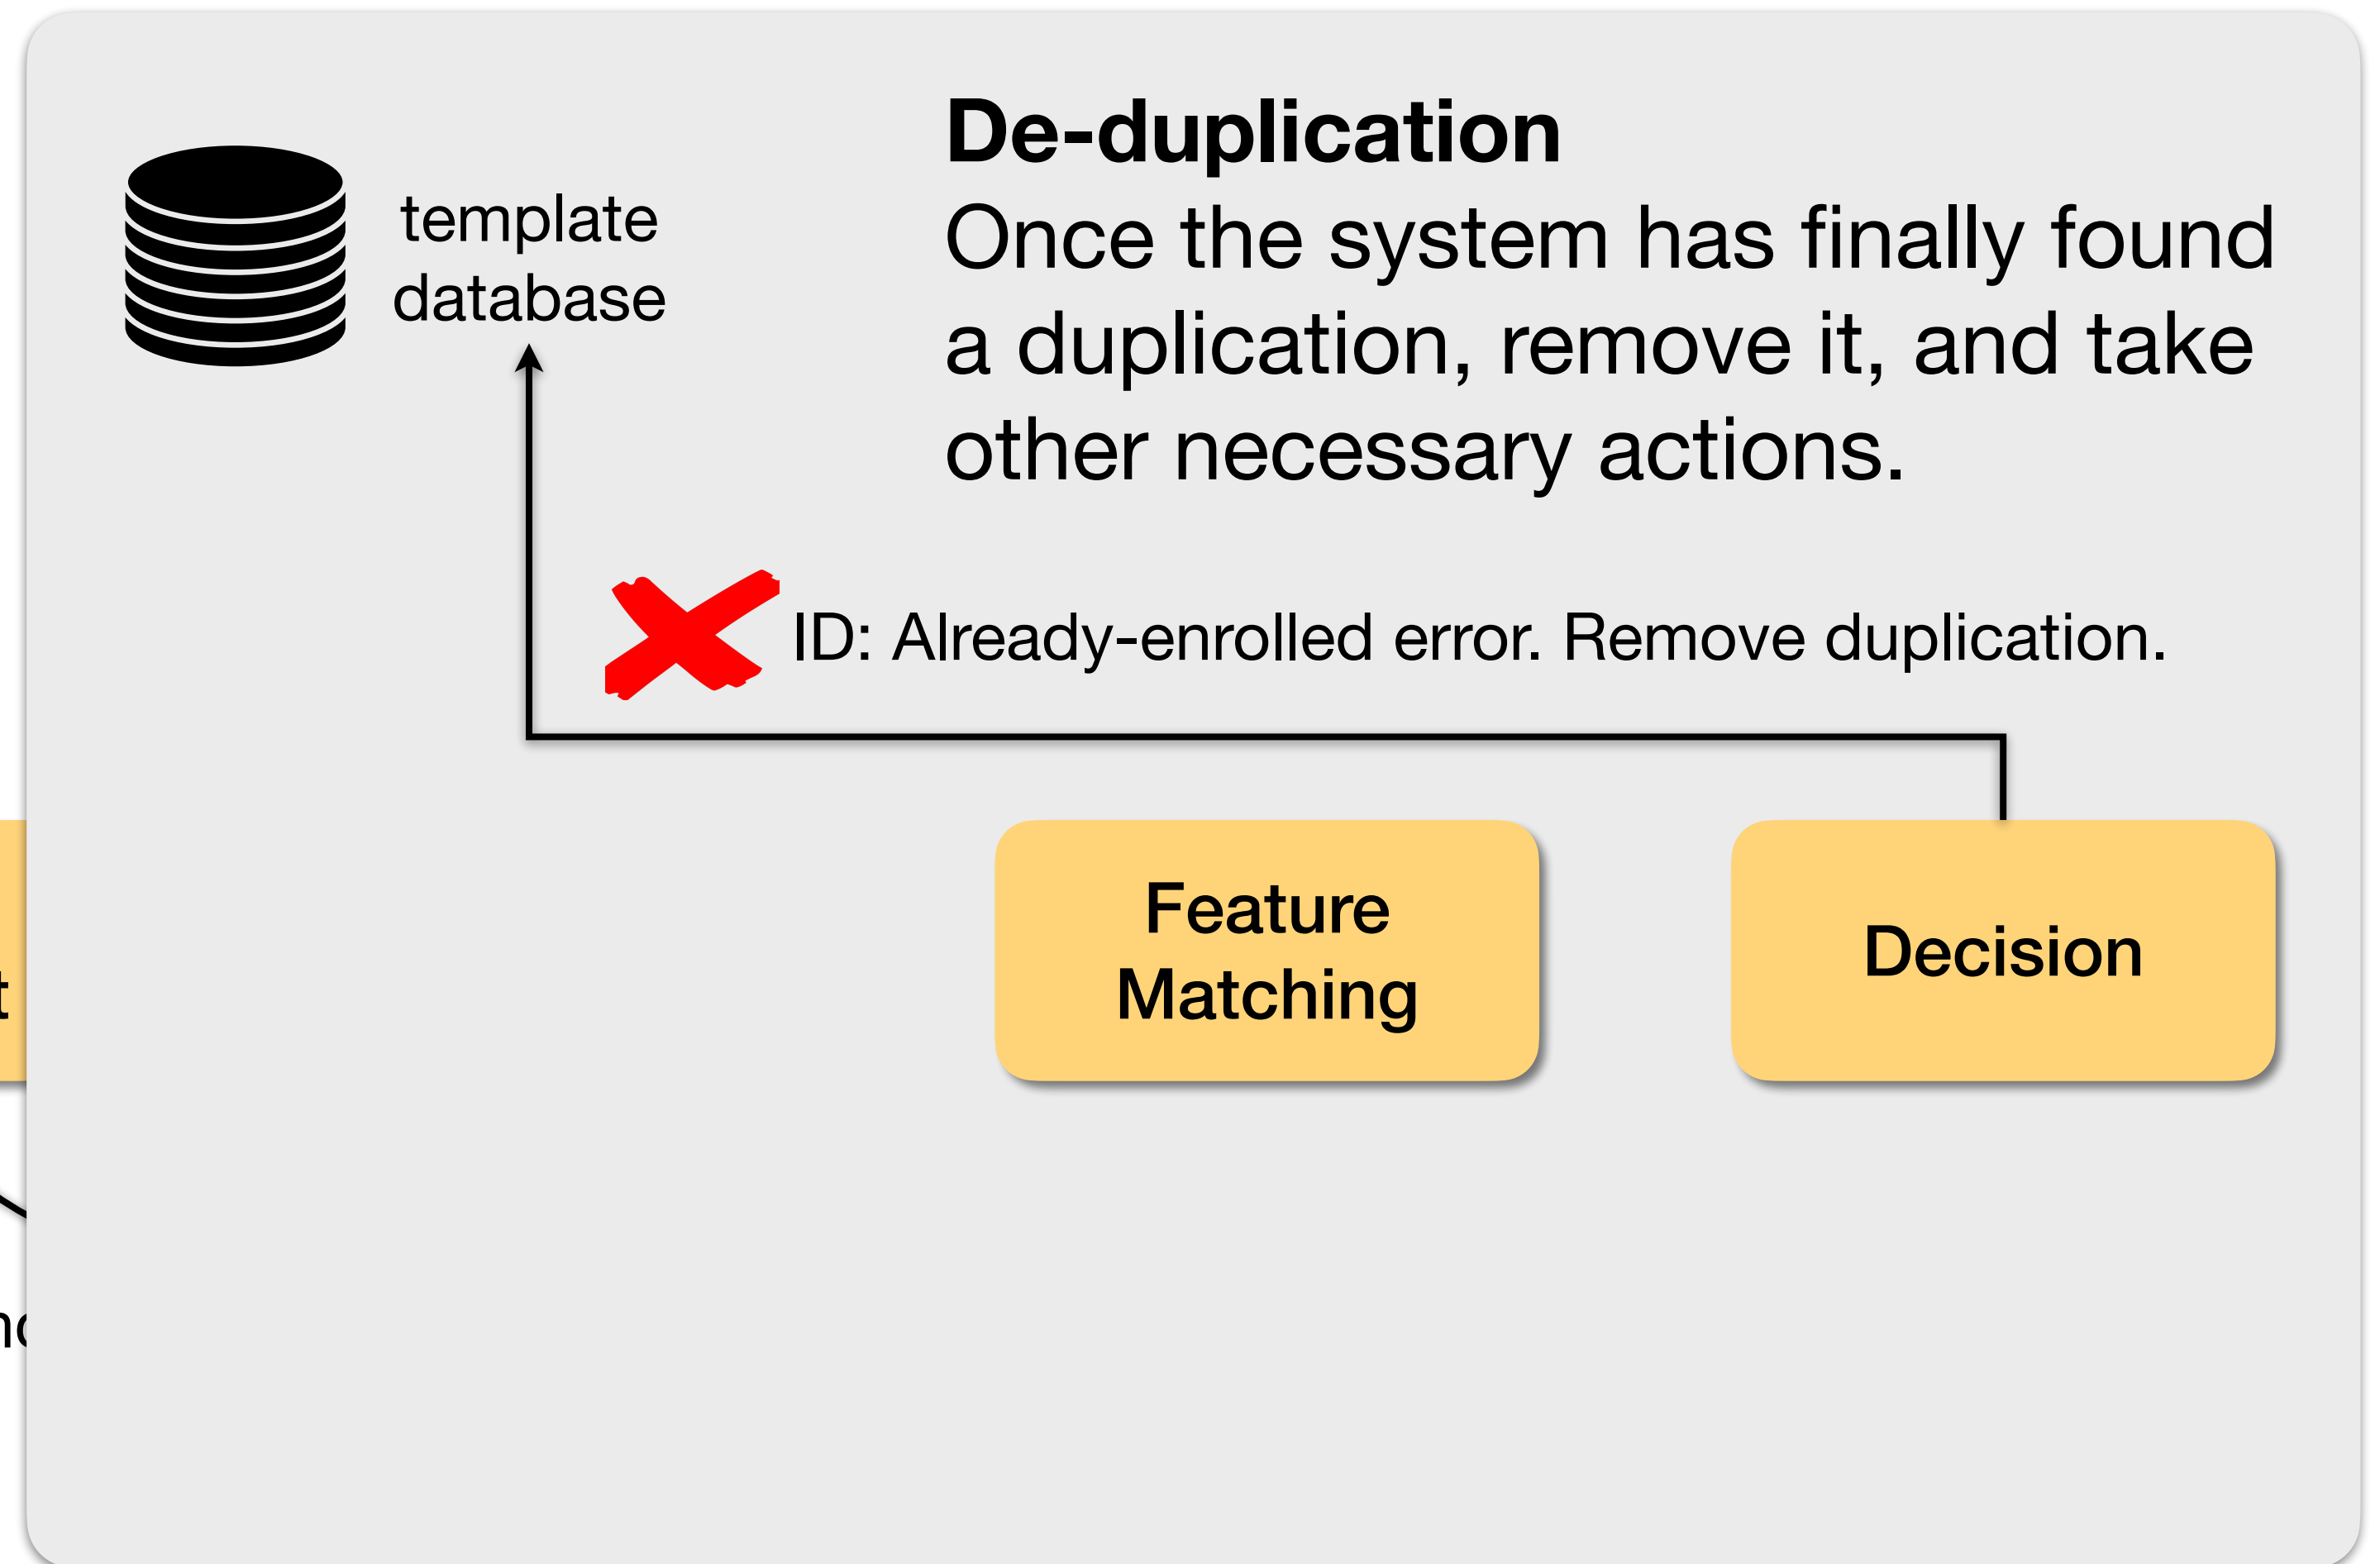 De-duplication
Once the system has finally found
a duplication, remove it, and take
other necessary actions.
template
database
ID: Already-enrolled error. Remove duplication.
Feature
Matching
Decision